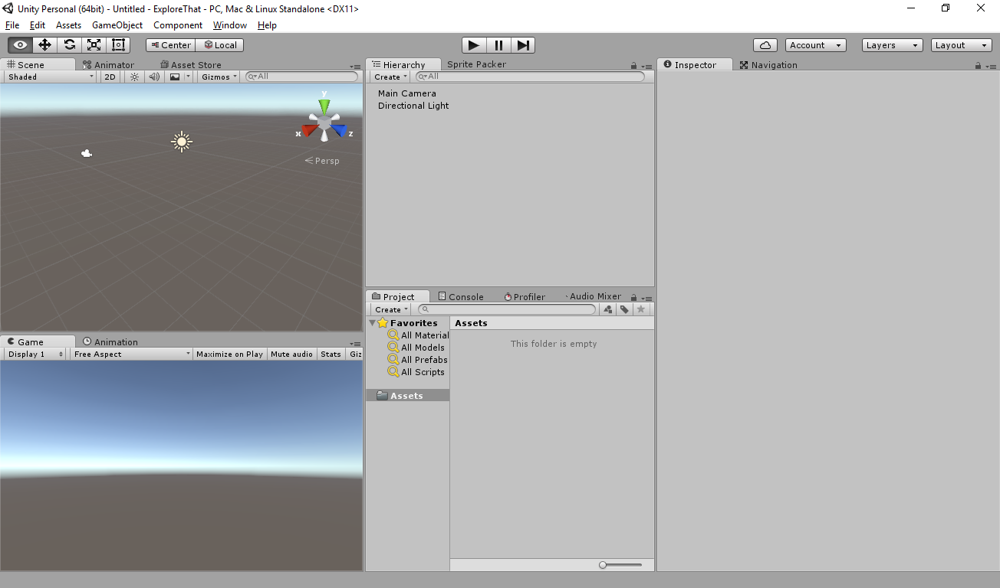 Unity Personal (64bit) - Untitled - ExploreThat - PC, Mac & Linux Standalone <DX11>
File Edit Assets GameObject Component Window Help
Center Local
Account Layers Layout
Scene Animator Asset Store
Shaded 2D Gizmos All
y
x z
Persp
Hierarchy Sprite Packer
Create All
Main Camera
Directional Light
Inspector Navigation
Game Animation
Display 1 Free Aspect Maximize on Play Mute audio Stats Giz
Project Console Profiler Audio Mixer
Create
Favorites
All Material
All Models
All Prefabs
All Scripts
Assets
Assets
This folder is empty